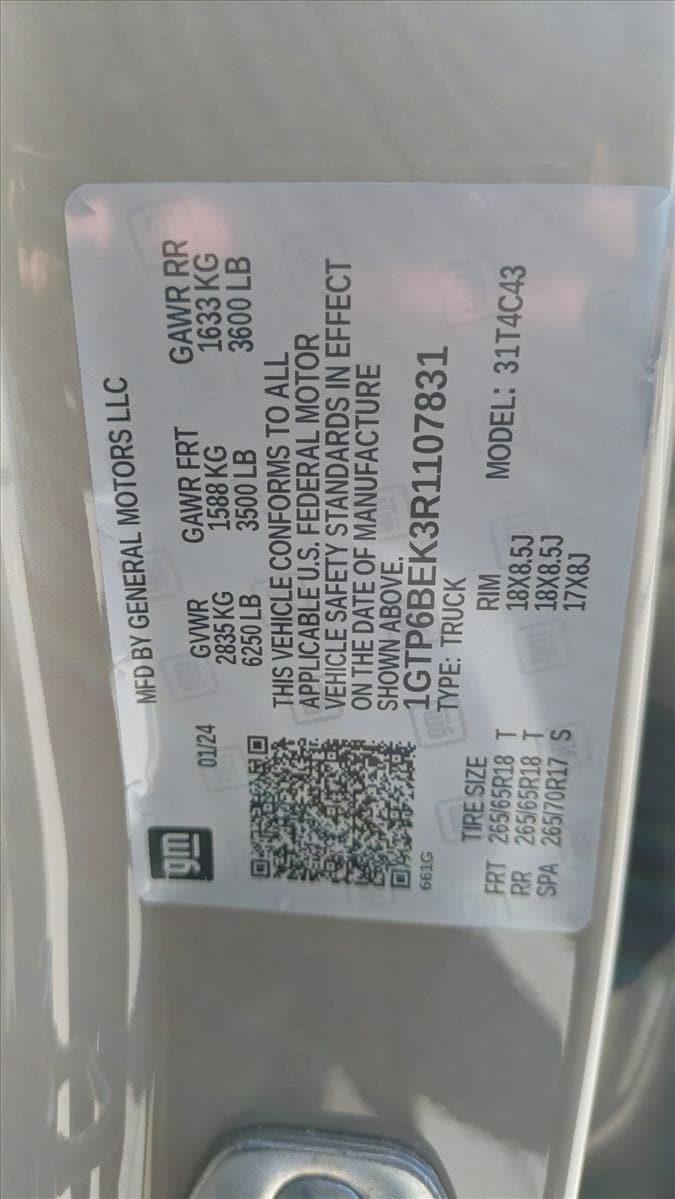 gm
MFD BY GENERAL MOTORS LLC
01/24
GVWR GAWR FRT GAWR RR
2835 KG 1588 KG 1633 KG
6250 LB 3500 LB 3600 LB
THIS VEHICLE CONFORMS TO ALL
APPLICABLE U.S. FEDERAL MOTOR
VEHICLE SAFETY STANDARDS IN EFFECT
ON THE DATE OF MANUFACTURE
SHOWN ABOVE.
1GTP6BEK3R1107831
661G
TYPE: TRUCK
TIRE SIZE RIM MODEL: 31T4C43
FRT 265/65R18 T 18X8.5J
RR 265/65R18 T 18X8.5J
SPA 265/70R17 S 17X8J